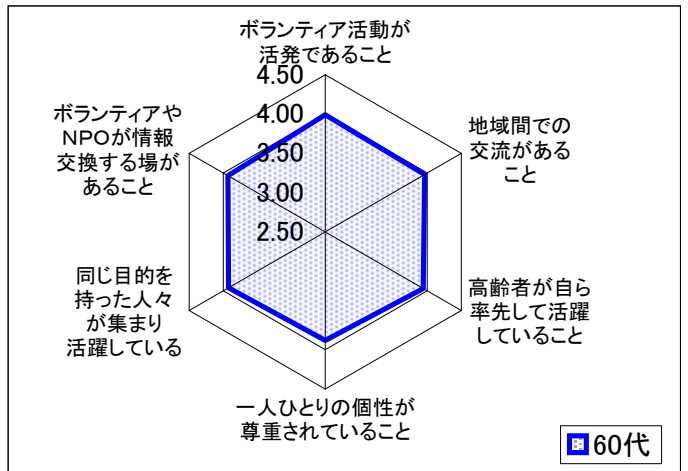 ボランティア活動が
活発であること
4.50
4.00
3.50
3.00
2.50
地域間での
交流がある
こと
高齢者が自ら
率先して活躍
していること
一人ひとりの個性が
尊重されていること
同じ目的を
持った人々
が集まり
活躍している
ボランティアや
NPOが情報
交換する場が
あること
60代